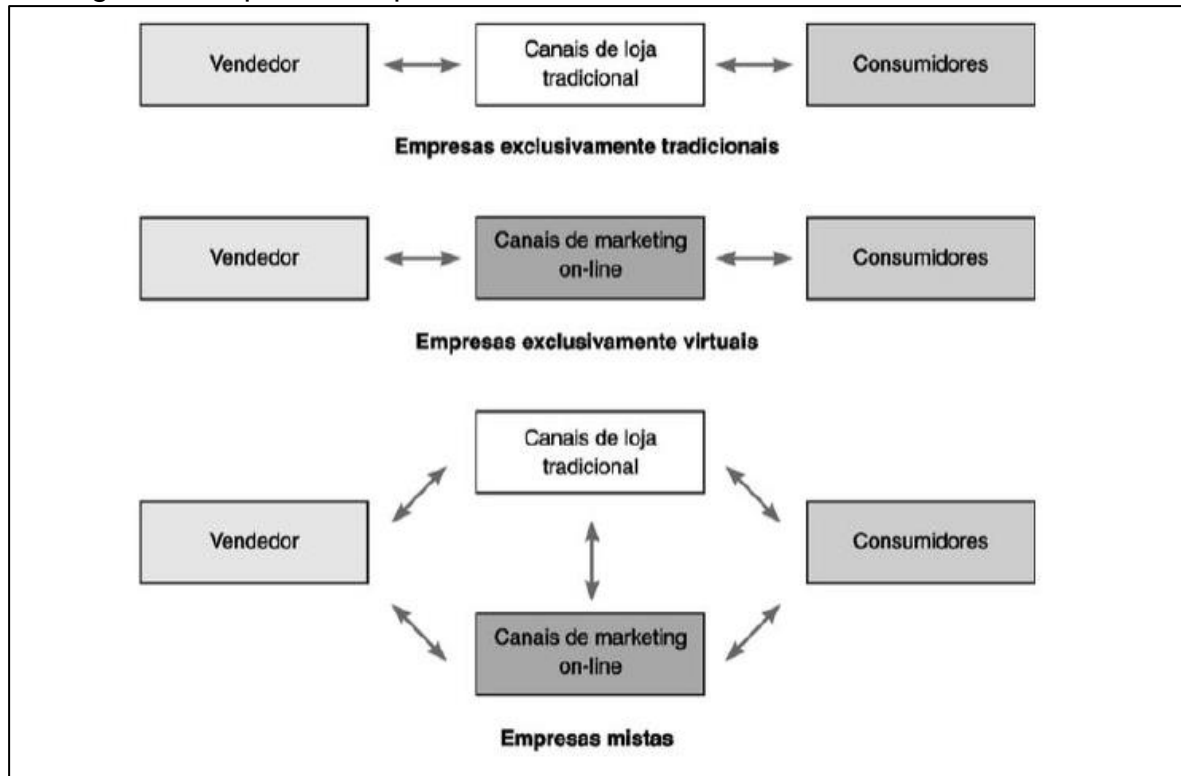 Vendedor
Canais de loja
tradicional
Consumidores
Empresas exclusivamente tradicionais
Vendedor
Canais de marketing
on-line
Consumidores
Empresas exclusivamente virtuais
Canais de loja
tradicional
Vendedor
Consumidores
Canais de marketing
on-line
Empresas mistas